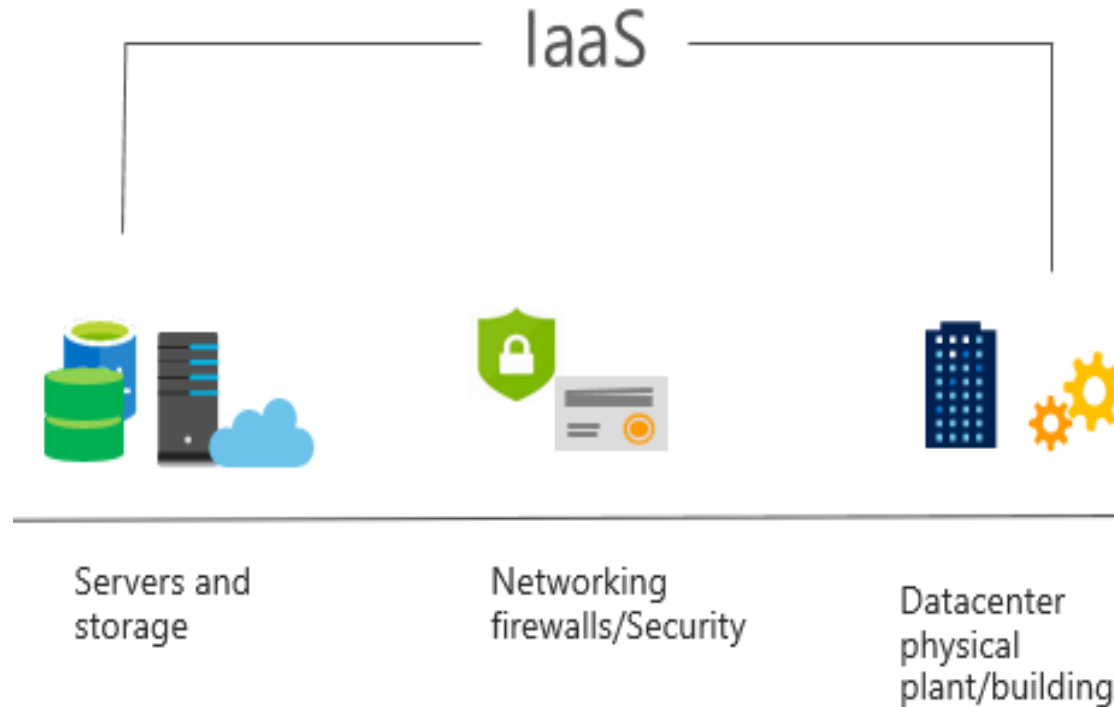 IaaS
Servers and
storage
Networking
firewalls/Security
Datacenter
physical
plant/building